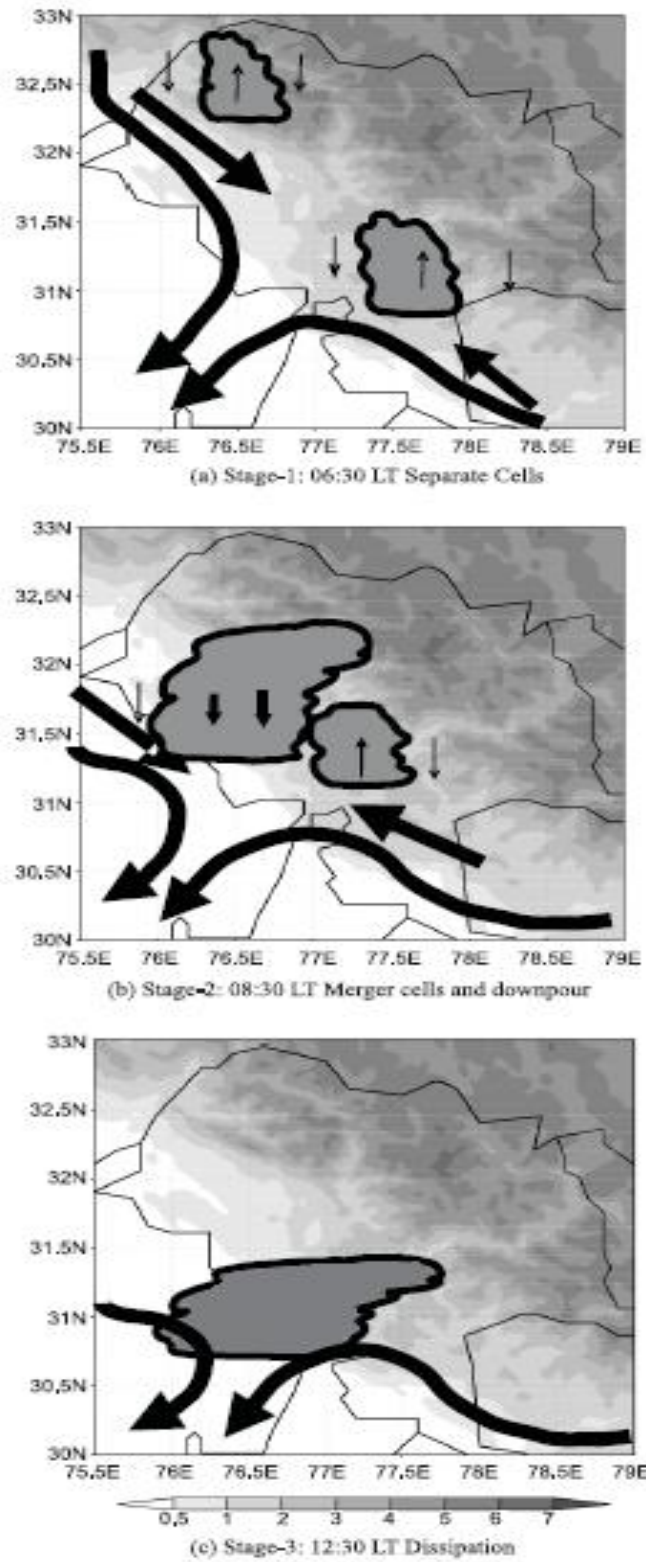 33N
32,5N
32N
31,5N
31N
30,5N
30N
75.5E 76E 76.5E 77E 77.5E 78E 78.5E 79E
(a) Stage-1: 06:30 LT Separate Cells
33N
32,5N
32N
31,5N
31N
30,5N
30N
75.5E 76E 76.5E 77E 77.5E 78E 78.5E 79E
(b) Stage-2: 08:30 LT Merger cells and downpour
33N
32,5N
32N
31,5N
31N
30,5N
30N
75.5E 76E 76.5E 77E 77.5E 78E 78.5E 79E
0,5 1 2 3 4 5 6 7
(c) Stage-3: 12:30 LT Dissipation